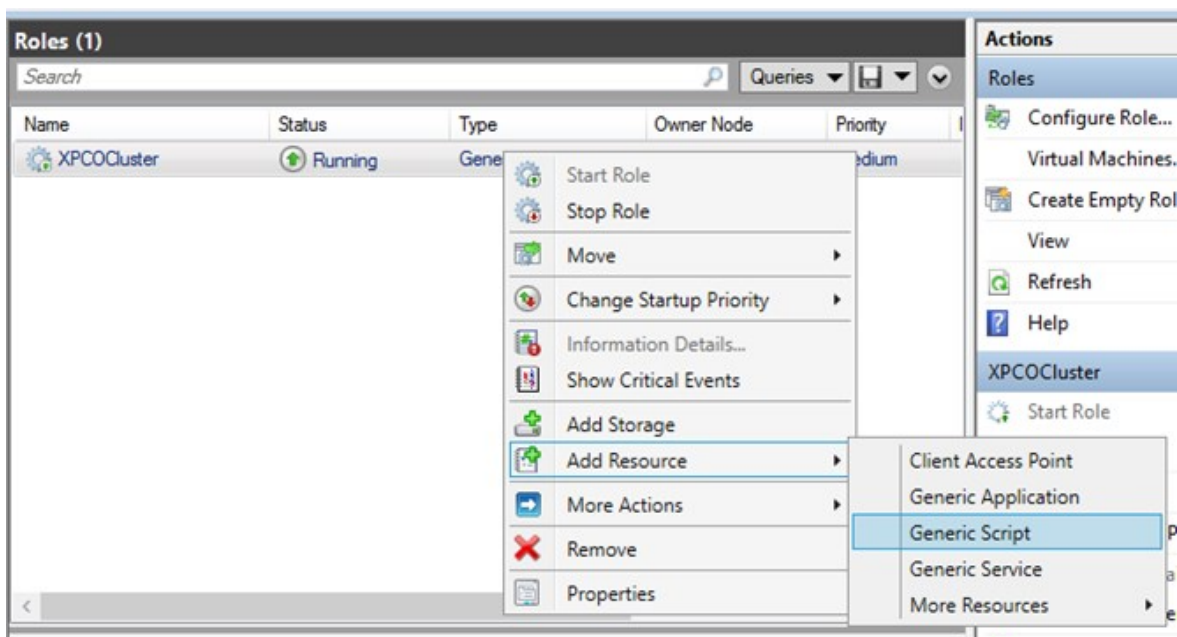 Roles (1)
Search
Queries
Name Status Type Owner Node Priority
XPCOCluster Running Gene edium
Start Role
Stop Role
Move
Change Startup Priority
Information Details...
Show Critical Events
Add Storage
Add Resource
More Actions
Remove
Properties
Client Access Point
Generic Application
Generic Script
Generic Service
More Resources
Actions
Roles
Configure Role...
Virtual Machines.
Create Empty Rol
View
Refresh
Help
XPCOCluster
Start Role